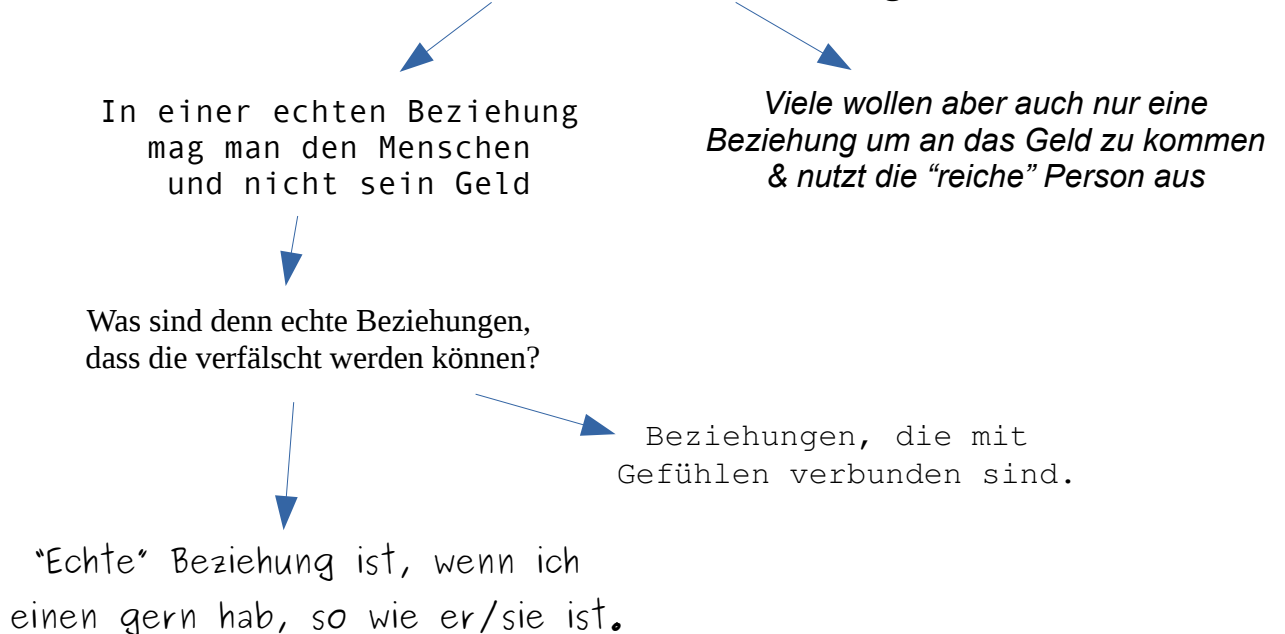 In einer echten Beziehung
mag man den Menschen
und nicht sein Geld
Viele wollen aber auch nur eine
Beziehung um an das Geld zu kommen
& nutzt die “reiche” Person aus
Was sind denn echte Beziehungen,
dass die verfälscht werden können?
Beziehungen, die mit
Gefühlen verbunden sind.
"Echte" Beziehung ist, wenn ich
einen gern hab, so wie er/sie ist.